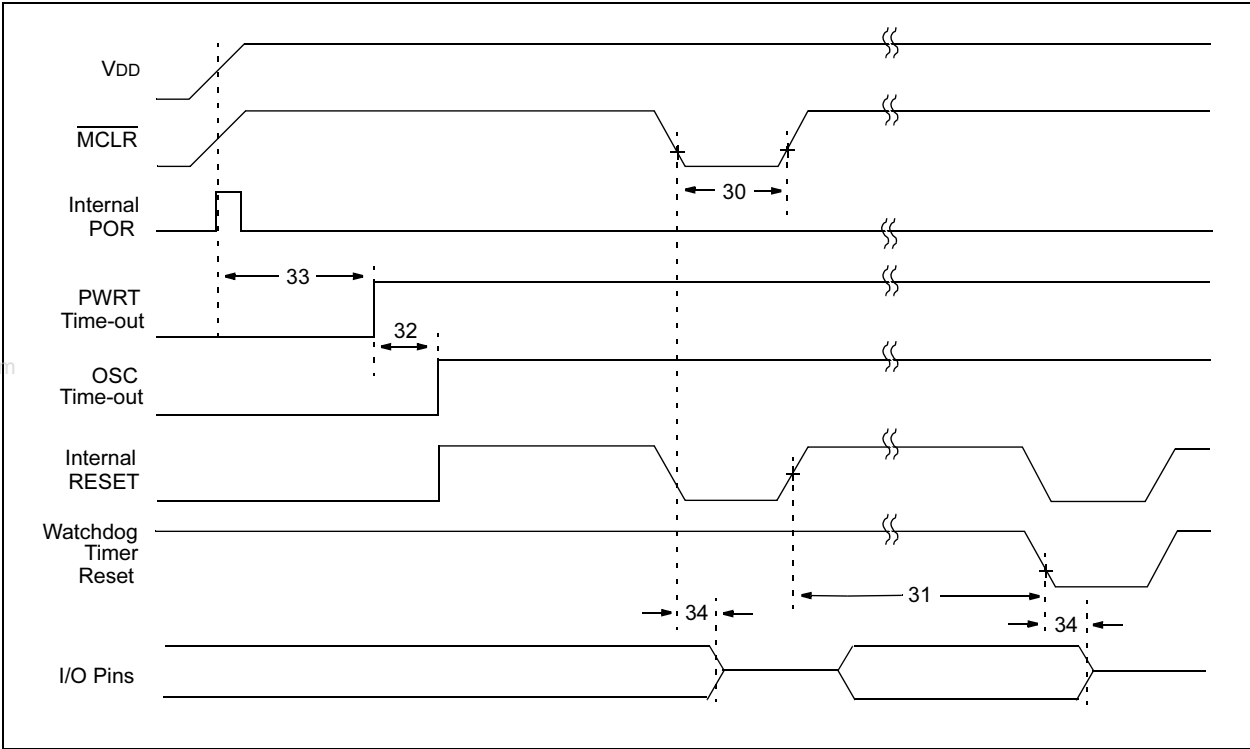 VDD
MCLR
30
Internal
POR
33
PWRT
Time-out
32
m
OSC
Time-out
Internal
RESET
Watchdog
Timer
Reset
31
34
34
I/O Pins